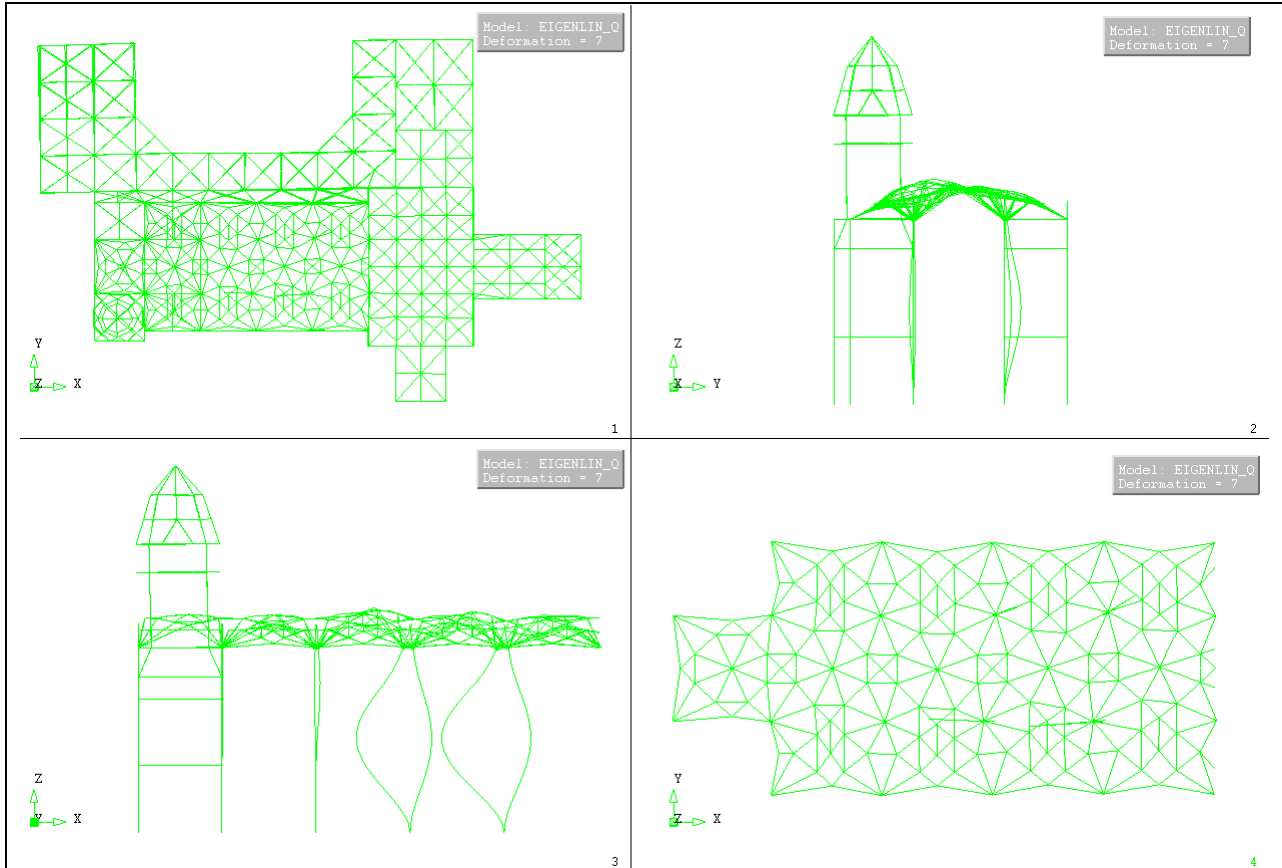 Model: EIGENLIN_Q
Deformation = 7
Y
Z X
1
Model: EIGENLIN_Q
Deformation = 7
Z
X Y
2
Model: EIGENLIN_Q
Deformation = 7
Z
Y X
3
Model: EIGENLIN_Q
Deformation = 7
Y
Z X
4